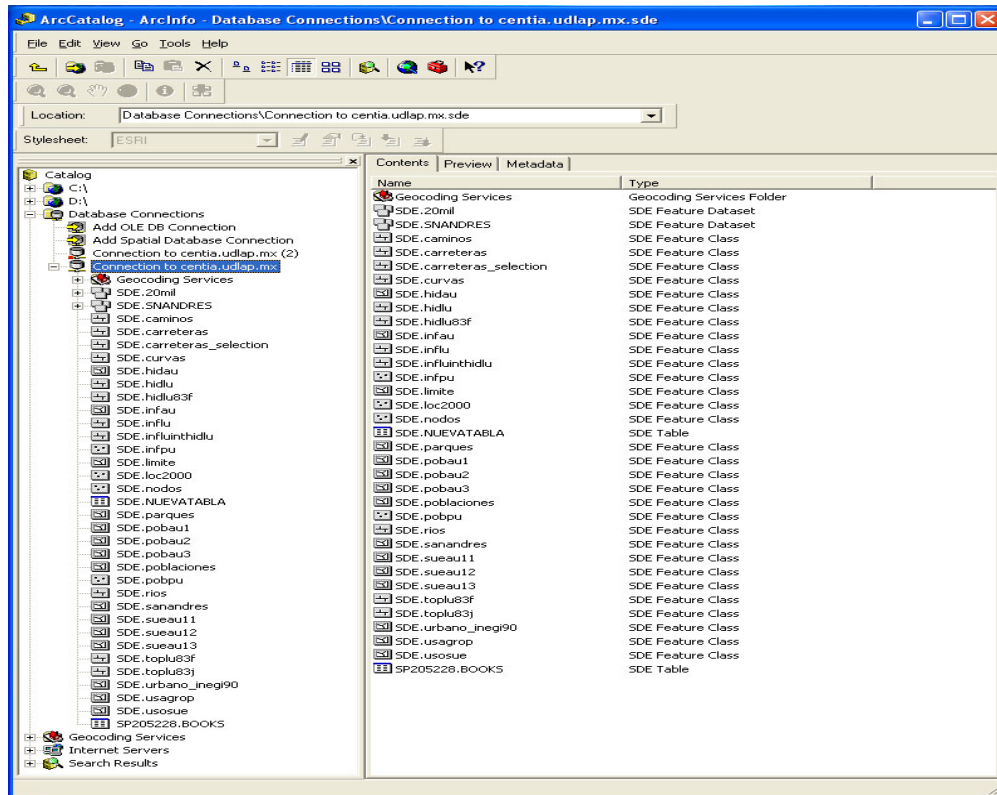 ArcCatalog - ArcInfo - Database Connections\Connection to centia.udlap.mx.sde
File Edit View Go Tools Help
Location: Database Connections\Connection to centia.udlap.mx.sde
Stylesheet: ESRI
Catalog
C:\
D:\
Database Connections
Add OLE DB Connection
Add Spatial Database Connection
Connection to centia.udlap.mx (2)
Connection to centia.udlap.mx
Geocoding Services
SDE.20mil
SDE.SNANDRES
SDE.caminos
SDE.carreteras
SDE.carreteras_selection
SDE.curvas
SDE.hidau
SDE.hidlu
SDE.hidlu83f
SDE.infau
SDE.influ
SDE.influinthidlu
SDE.infpu
SDE.limite
SDE.loc2000
SDE.nodos
SDE.NUEVATABLA
SDE.parques
SDE.pobau1
SDE.pobau2
SDE.pobau3
SDE.poblaciones
SDE.pobpu
SDE.rios
SDE.sanandres
SDE.sueau11
SDE.sueau12
SDE.sueau13
SDE.toplu83f
SDE.toplu83j
SDE.urbano_inegi90
SDE.usagrop
SDE.usosue
SP205228.BOOKS
Geocoding Services
Internet Servers
Search Results
Contents Preview Metadata
Name Type
Geocoding Services Geocoding Services Folder
SDE.20mil SDE Feature Dataset
SDE.SNANDRES SDE Feature Dataset
SDE.caminos SDE Feature Class
SDE.carreteras SDE Feature Class
SDE.carreteras_selection SDE Feature Class
SDE.curvas SDE Feature Class
SDE.hidau SDE Feature Class
SDE.hidlu SDE Feature Class
SDE.hidlu83f SDE Feature Class
SDE.infau SDE Feature Class
SDE.influ SDE Feature Class
SDE.influinthidlu SDE Feature Class
SDE.infpu SDE Feature Class
SDE.limite SDE Feature Class
SDE.loc2000 SDE Feature Class
SDE.nodos SDE Feature Class
SDE.NUEVATABLA SDE Table
SDE.parques SDE Feature Class
SDE.pobau1 SDE Feature Class
SDE.pobau2 SDE Feature Class
SDE.pobau3 SDE Feature Class
SDE.poblaciones SDE Feature Class
SDE.pobpu SDE Feature Class
SDE.rios SDE Feature Class
SDE.sanandres SDE Feature Class
SDE.sueau11 SDE Feature Class
SDE.sueau12 SDE Feature Class
SDE.sueau13 SDE Feature Class
SDE.toplu83f SDE Feature Class
SDE.toplu83j SDE Feature Class
SDE.urbano_inegi90 SDE Feature Class
SDE.usagrop SDE Feature Class
SDE.usosue SDE Feature Class
SP205228.BOOKS SDE Table